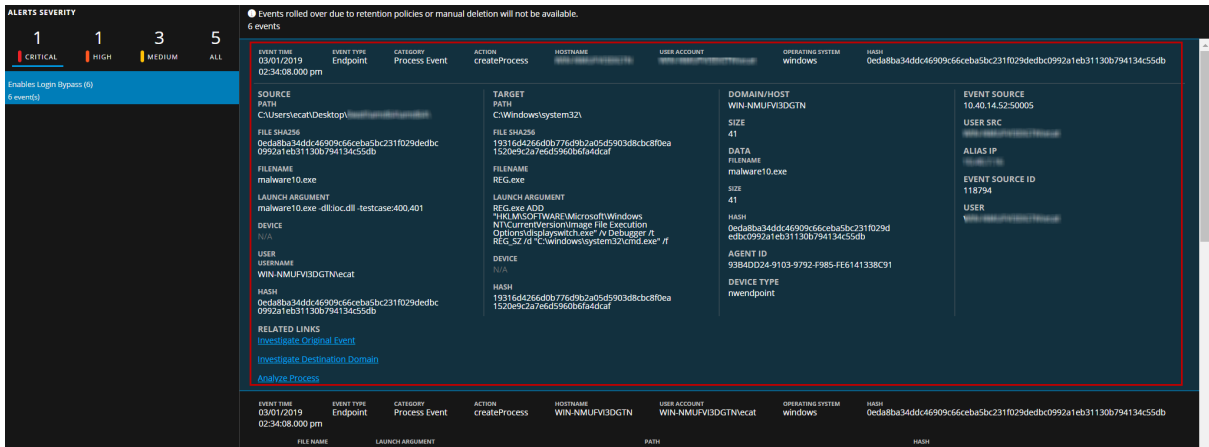 ALERTS SEVERITY
1 1 3 5
CRITICAL HIGH MEDIUM ALL
Enables Login Bypass (6)
6 event(s)
Events rolled over due to retention policies or manual deletion will not be available.
6 events
EVENT TIME EVENT TYPE CATEGORY ACTION HOSTNAME USER ACCOUNT OPERATING SYSTEM HASH
03/01/2019 Endpoint Process Event createProcess windows 0eda8ba34ddc46909c66ceba5bc231f029dedbc0992a1eb31130b794134c55db
02:34:08.000 pm
SOURCE
PATH
C:\Users\ecat\Desktop\
FILE SHA256
0eda8ba34ddc46909c66ceba5bc231f029dedbc
0992a1eb31130b794134c55db
FILENAME
malware10.exe
LAUNCH ARGUMENT
malware10.exe -dll:ioc.dll -testcase:400,401
DEVICE
N/A
USER
USERNAME
WIN-NMUFVI3DGTN\ecat
HASH
0eda8ba34ddc46909c66ceba5bc231f029dedbc
0992a1eb31130b794134c55db
RELATED LINKS
Investigate Original Event
Investigate Destination Domain
Analyze Process
TARGET
PATH
C:\Windows\system32\
FILE SHA256
19316d4266d0b776d9b2a05d5903d8cbc8f0ea
1520e9c2a7e6d5960b6fa4dcaf
FILENAME
REG.exe
LAUNCH ARGUMENT
REG.exe ADD
"HKLM\SOFTWARE\Microsoft\Windows
NT\CurrentVersion\Image File Execution
Options\displayswitch.exe" /v Debugger /t
REG_SZ /d "C:\windows\system32\cmd.exe" /f
DEVICE
N/A
HASH
19316d4266d0b776d9b2a05d5903d8cbc8f0ea
1520e9c2a7e6d5960b6fa4dcaf
DOMAIN/HOST
WIN-NMUFVI3DGTN
SIZE
41
DATA
FILENAME
malware10.exe
SIZE
41
HASH
0eda8ba34ddc46909c66ceba5bc231f029d
edbc0992a1eb31130b794134c55db
AGENT ID
93B4DD24-9103-9792-F985-FE6141338C91
DEVICE TYPE
nwendpoint
EVENT SOURCE
10.40.14.52:50005
USER SRC
ALIAS IP
EVENT SOURCE ID
118794
USER
EVENT TIME EVENT TYPE CATEGORY ACTION HOSTNAME USER ACCOUNT OPERATING SYSTEM HASH
03/01/2019 Endpoint Process Event createProcess WIN-NMUFVI3DGTN WIN-NMUFVI3DGTN\ecat windows 0eda8ba34ddc46909c66ceba5bc231f029dedbc0992a1eb31130b794134c55db
02:34:08.000 pm
FILE NAME LAUNCH ARGUMENT PATH HASH